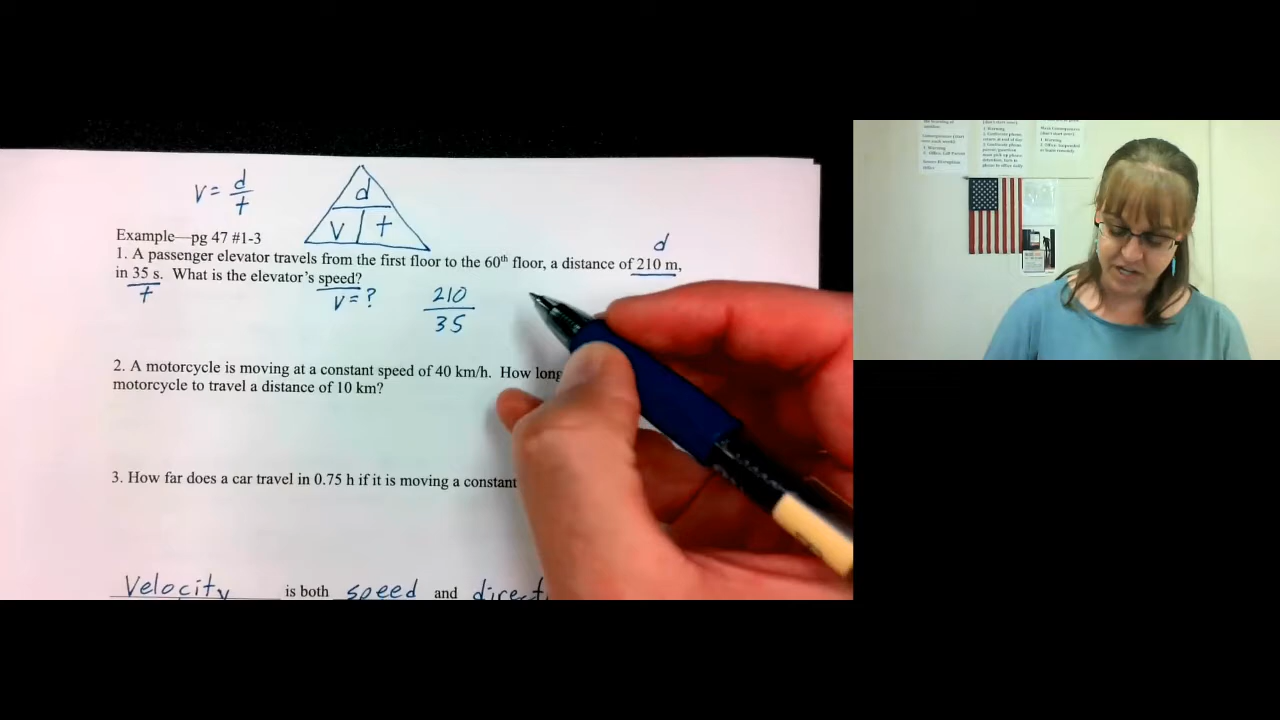 v = d/t
d
v t
Example—pg 47 #1-3
d
1. A passenger elevator travels from the first floor to the 60th floor, a distance of 210 m,
in 35 s. What is the elevator's speed?
t
v = ?
210
35
2. A motorcycle is moving at a constant speed of 40 km/h. How long
motorcycle to travel a distance of 10 km?
3. How far does a car travel in 0.75 h if it is moving a constant
Velocity is both speed and direct